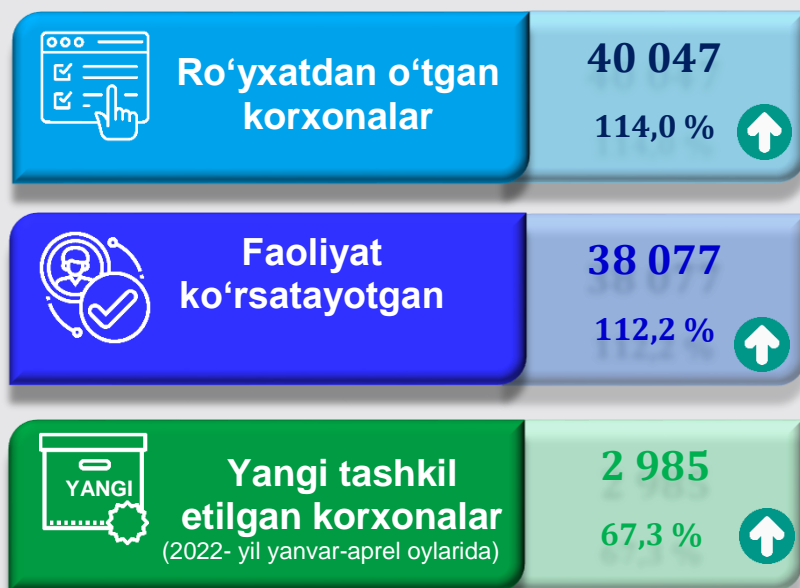 Ro‘yxatdan o‘tgan
korxonalar
40 047
114,0 %
Faoliyat
ko‘rsatayotgan
38 077
112,2 %
YANGI
Yangi tashkil
etilgan korxonalar
(2022- yil yanvar-aprel oylarida)
2 985
67,3 %